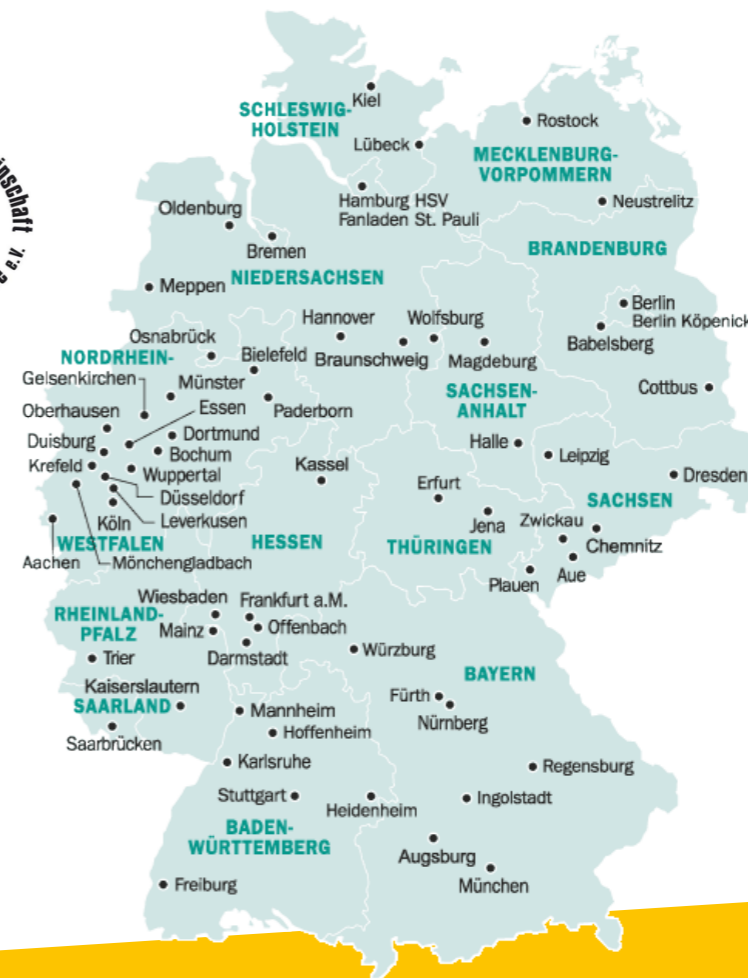 Kiel
SCHLESWIG-
HOLSTEIN
Rostock
Lübeck
MECKLENBURG-
VORPOMMERN
Hamburg HSV
Fanladen St. Pauli
Neustrelitz
Oldenburg
Bremen
BRANDENBURG
Meppen
NIEDERSACHSEN
Berlin
Berlin Köpenick
Babelsberg
Hannover
Wolfsburg
Braunschweig
Magdeburg
Osnabrück
Bielefeld
NORDRHEIN-
Gelsenkirchen
Münster
SACHSEN-
ANHALT
Cottbus
Oberhausen
Essen
Paderborn
Duisburg
Dortmund
Bochum
Halle
Leipzig
Krefeld
Wuppertal
Kassel
Dresden
Düsseldorf
Erfurt
SACHSEN
Köln
Leverkusen
Jena
Zwickau
WESTFALEN
HESSEN
THÜRINGEN
Chemnitz
Aachen
Mönchengladbach
Plauen
Aue
Wiesbaden
Frankfurt a.M.
RHEINLAND-
PFALZ
Mainz
Offenbach
Darmstadt
Würzburg
Trier
BAYERN
Kaiserslautern
SAARLAND
Fürth
Nürnberg
Mannheim
Hoffenheim
Saarbrücken
Karlsruhe
Regensburg
Stuttgart
Heidenheim
Ingolstadt
BADEN-
WÜRTTEMBERG
Augsburg
München
Freiburg
e.V.